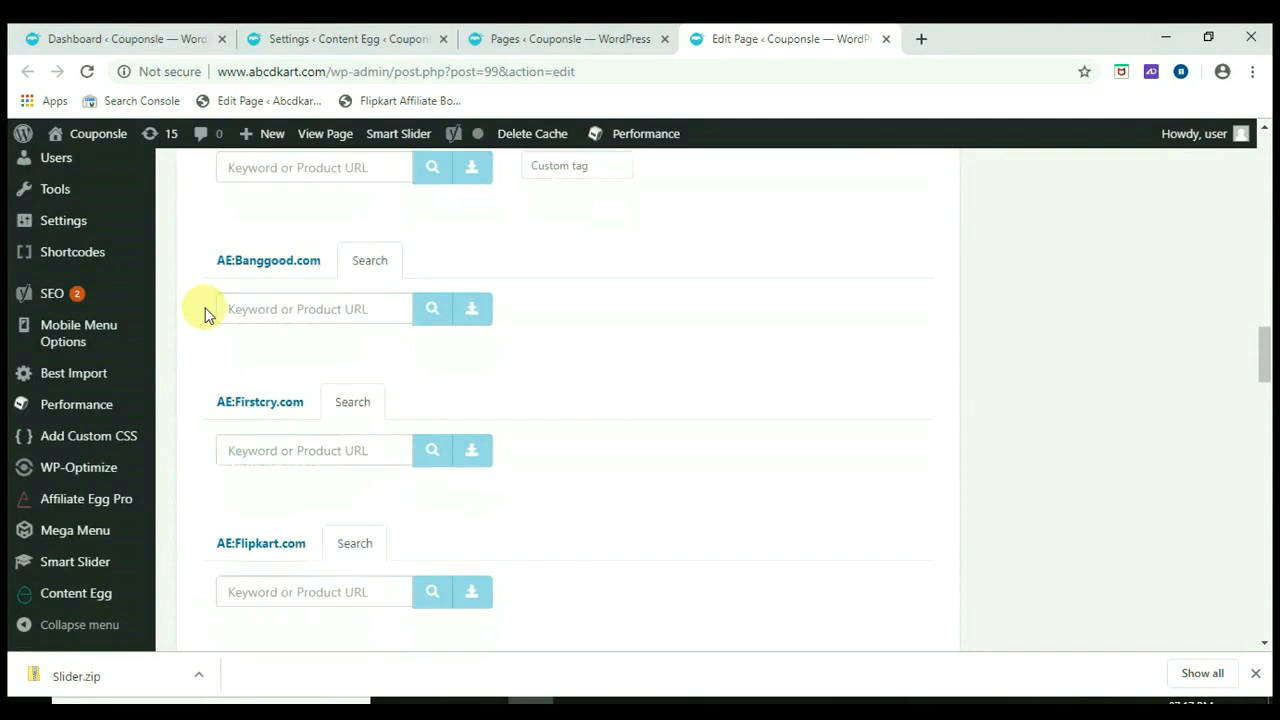 Dashboard ‹ Couponsle — Word
Settings ‹ Content Egg ‹ Coupon
Pages ‹ Couponsle — WordPress
Edit Page ‹ Couponsle — WordP
Not secure
www.abcdkart.com/wp-admin/post.php?post=99&action=edit
Apps
Search Console
Edit Page ‹ Abcdkar...
Flipkart Affiliate Bo...
Couponsle
15
0
New
View Page
Smart Slider
Delete Cache
Performance
Howdy, user
Users
Tools
Settings
Shortcodes
SEO 2
Mobile Menu
Options
Best Import
Performance
Add Custom CSS
WP-Optimize
Affiliate Egg Pro
Mega Menu
Smart Slider
Content Egg
Collapse menu
Keyword or Product URL
Custom tag
AE:Banggood.com
Search
Keyword or Product URL
AE:Firstcry.com
Search
Keyword or Product URL
AE:Flipkart.com
Search
Keyword or Product URL
Slider.zip
Show all